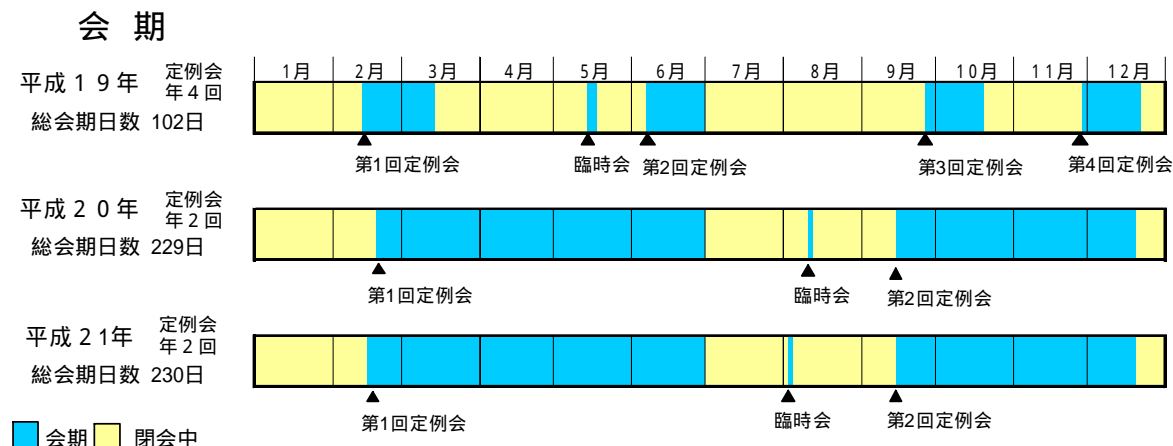 会 期
1月 2月 3月 4月 5月 6月 7月 8月 9月 10月 11月 12月
平成19年 定例会 年4回
総会期日数 102日
第1回定例会 臨時会 第2回定例会 第3回定例会 第4回定例会
平成20年 定例会 年2回
総会期日数 229日
第1回定例会 臨時会 第2回定例会
平成21年 定例会 年2回
総会期日数 230日
第1回定例会 臨時会 第2回定例会
会期 閉会中